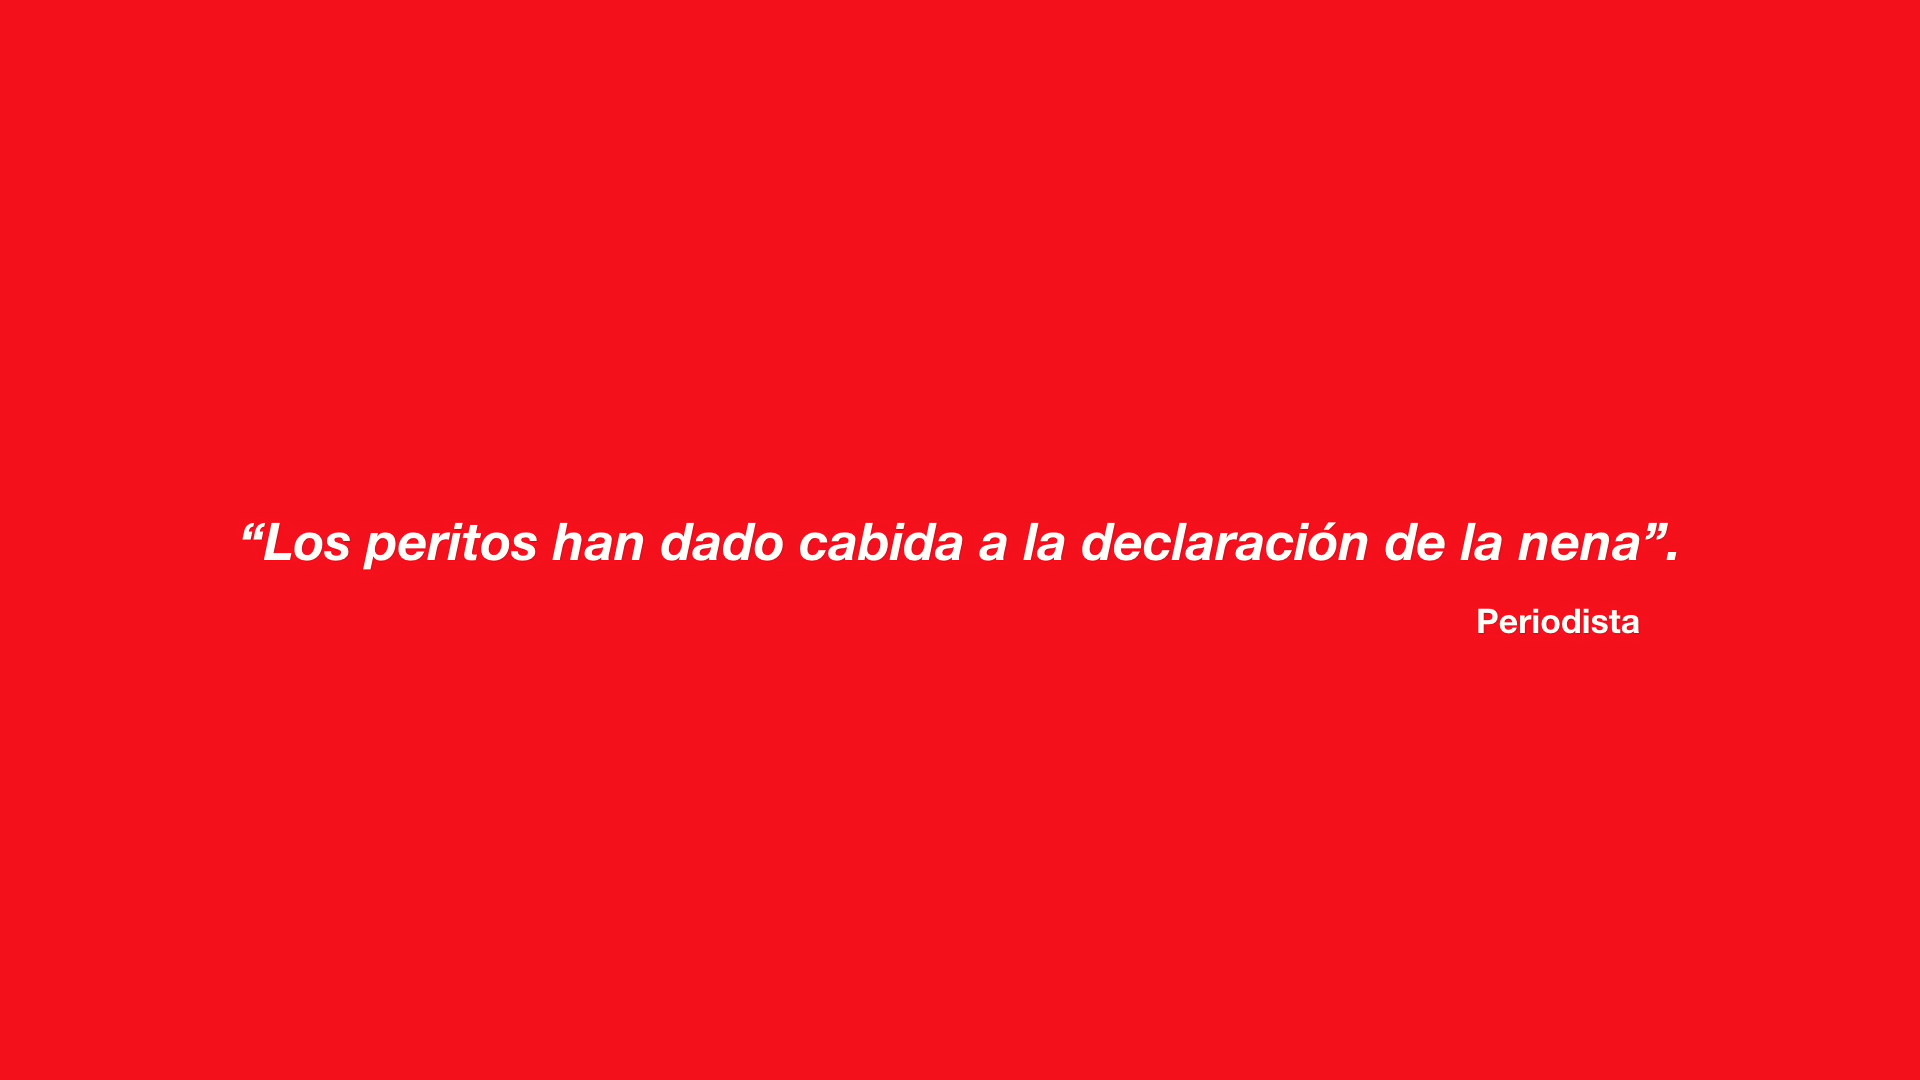 “Los peritos han dado cabida a la declaración de la nena”.
Periodista